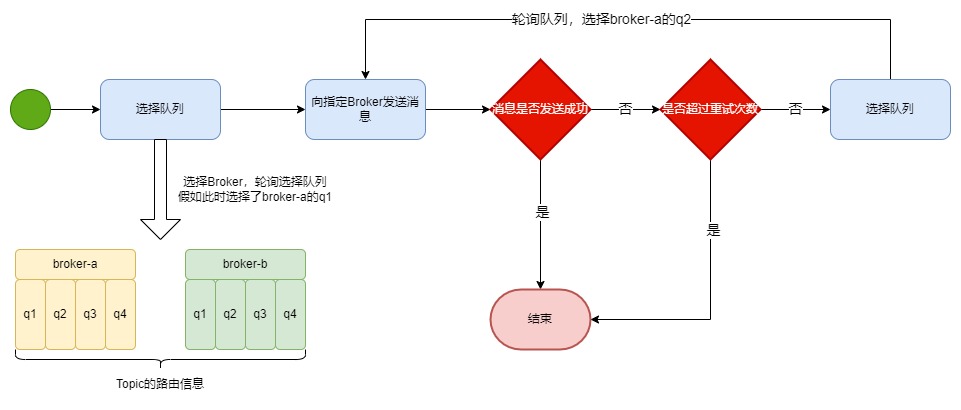 轮询队列，选择broker-a的q2
选择队列
向指定Broker发送消
息
消息是否发送成功
否
是否超过重试次数
否
选择队列
选择Broker，轮询选择队列
假如此时选择了broker-a的q1
是
是
broker-a
q1 q2 q3 q4
broker-b
q1 q2 q3 q4
结束
Topic的路由信息